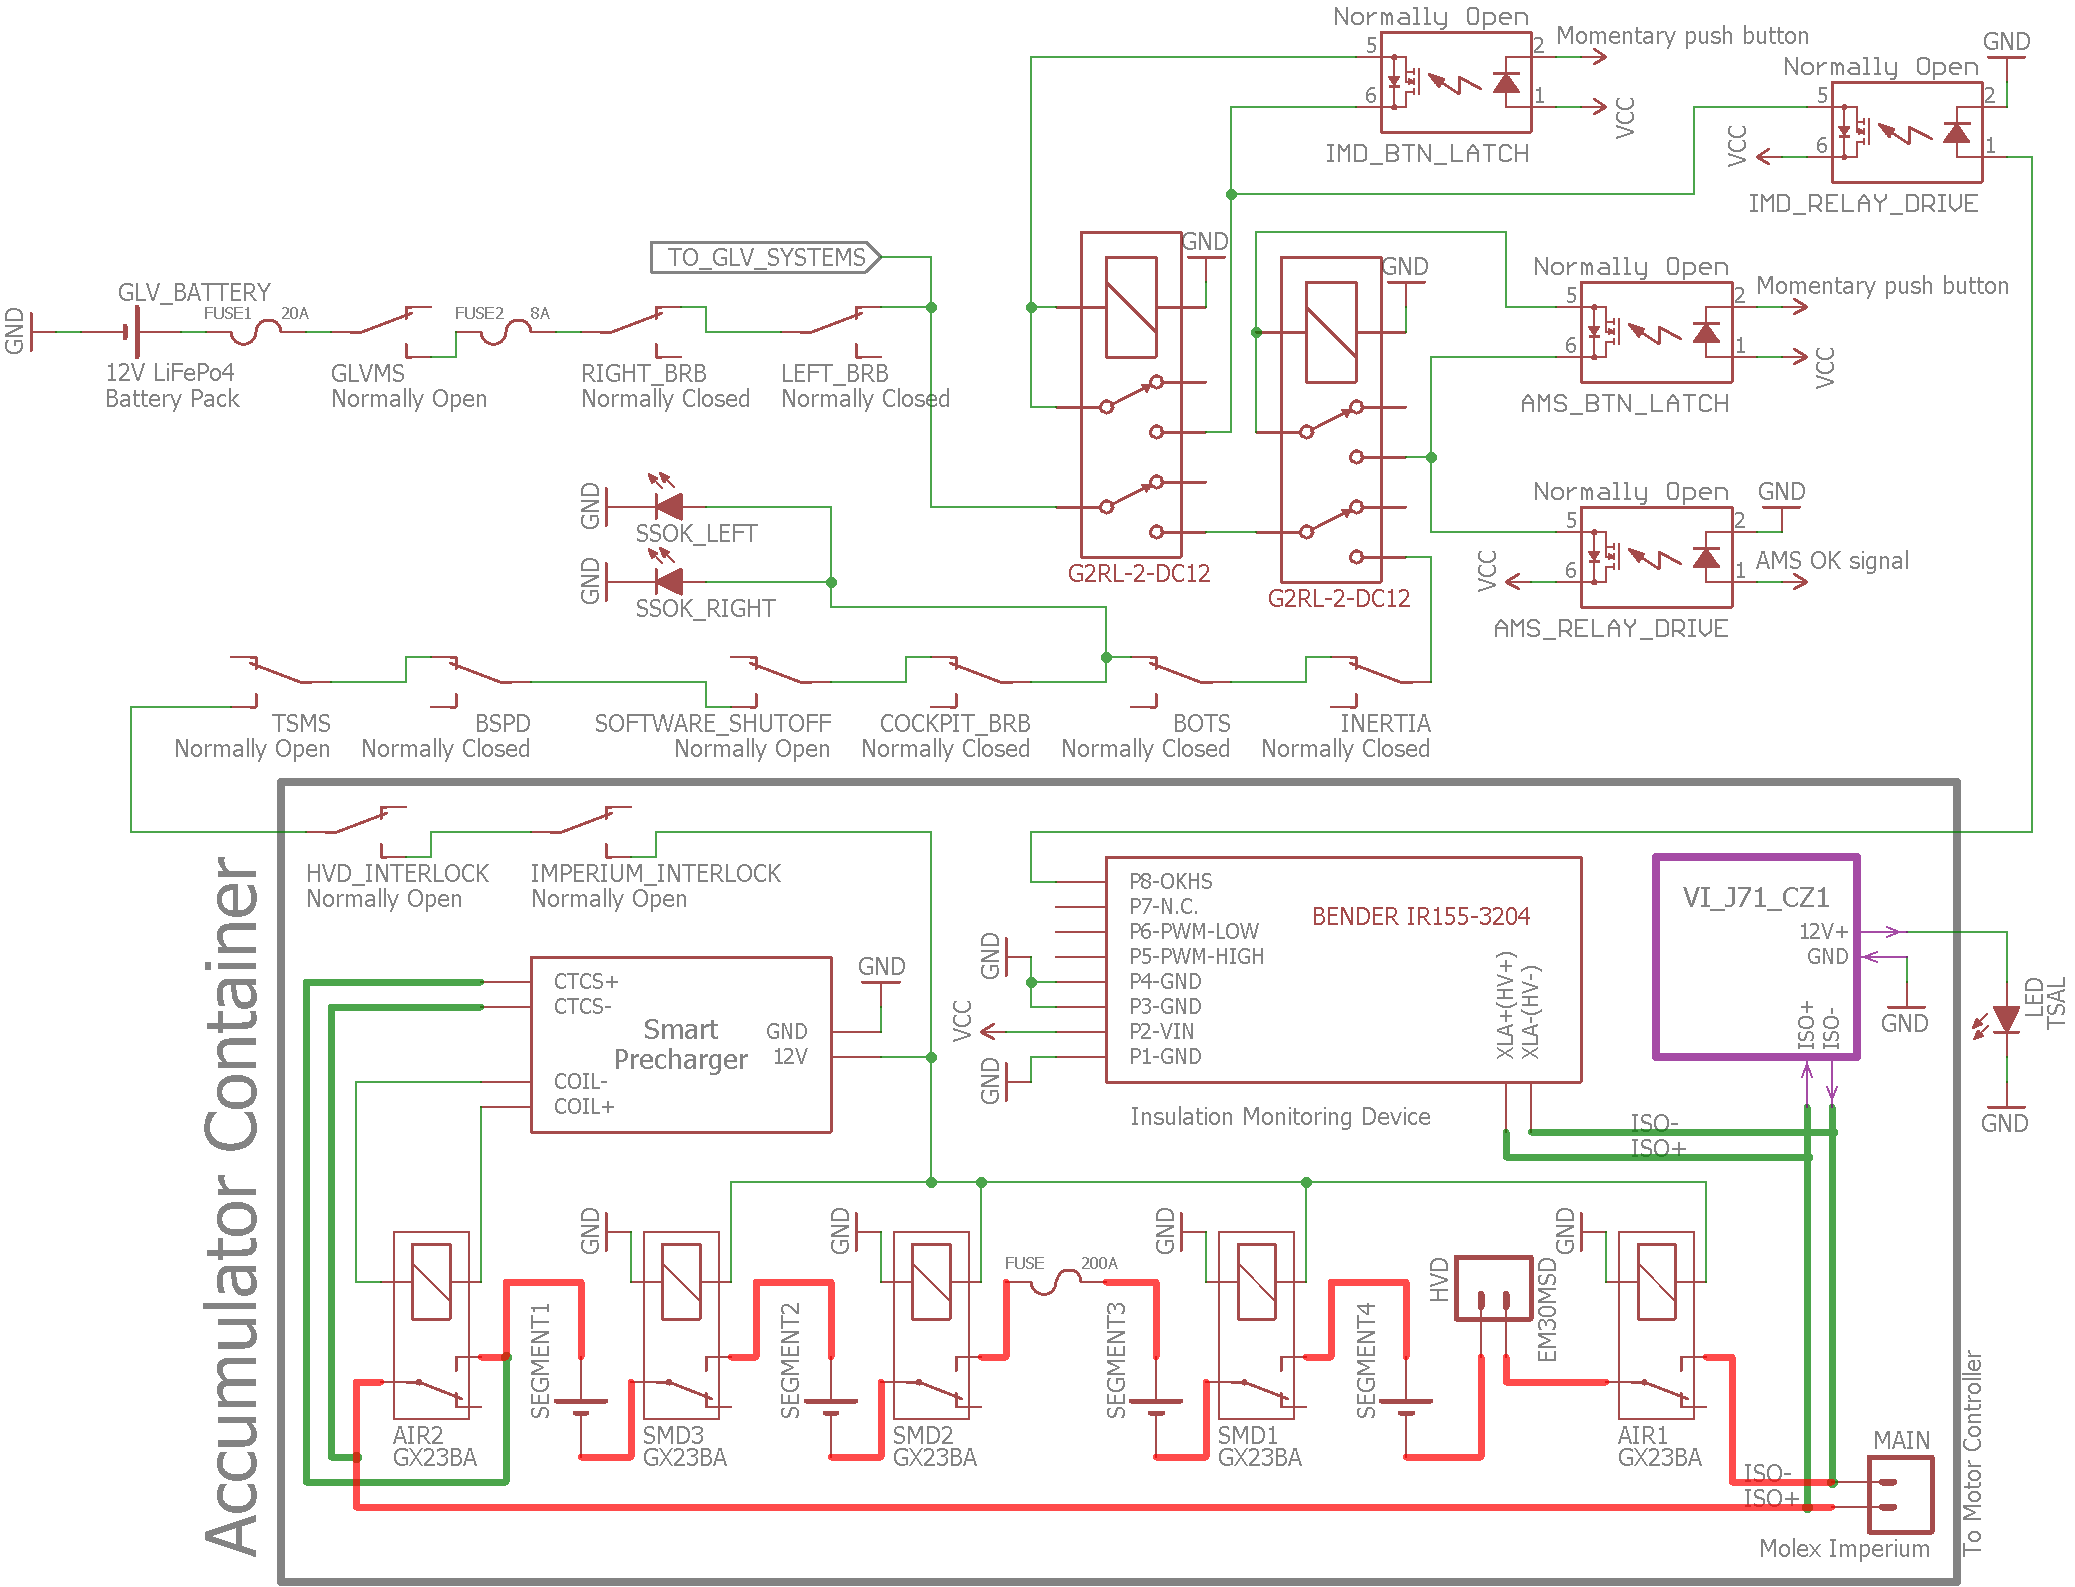 Normally Open
5
2
Momentary push button
6
1
VCC
IMD_BTN_LATCH
GND
Normally Open
5
2
VCC
6
1
IMD_RELAY_DRIVE
TO_GLV_SYSTEMS
GND
GND
Normally Open
5
2
Momentary push button
6
1
VCC
AMS_BTN_LATCH
GND
GLV_BATTERY
12V LiFePo4
Battery Pack
FUSE1
20A
GLVMS
Normally Open
FUSE2
8A
RIGHT_BRB
Normally Closed
LEFT_BRB
Normally Closed
G2RL-2-DC12
G2RL-2-DC12
Normally Open
GND
5
2
VCC
6
1
AMS OK signal
AMS_RELAY_DRIVE
GND
SSOK_LEFT
GND
SSOK_RIGHT
TSMS
Normally Open
BSPD
Normally Closed
SOFTWARE_SHUTOFF
Normally Open
COCKPIT_BRB
Normally Closed
BOTS
Normally Closed
INERTIA
Normally Closed
Accumulator Container
HVD_INTERLOCK
Normally Open
IMPERIUM_INTERLOCK
Normally Open
CTCS+
CTCS-
Smart
Precharger
GND
12V
COIL-
COIL+
GND
P8-OKHS
P7-N.C.
P6-PWM-LOW
P5-PWM-HIGH
P4-GND
P3-GND
P2-VIN
P1-GND
GND
VCC
GND
BENDER IR155-3204
XLA+(HV+)
XLA-(HV-)
Insulation Monitoring Device
VI_J71_CZ1
12V+
GND
ISO+
ISO-
GND
LED
TSAL
GND
ISO-
ISO+
AIR2
GX23BA
SEGMENT1
GND
SMD3
GX23BA
SEGMENT2
GND
SMD2
GX23BA
FUSE
200A
SEGMENT3
GND
SMD1
GX23BA
SEGMENT4
HVD
EM30MSD
GND
AIR1
GX23BA
ISO-
ISO+
MAIN
Molex Imperium
To Motor Controller